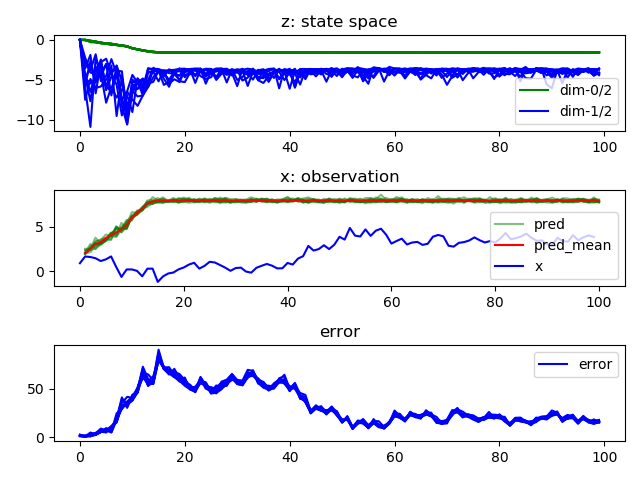 z: state space
0
−5
−10
dim-0/2
dim-1/2
0 20 40 60 80 100
x: observation
5
0
pred
pred_mean
x
0 20 40 60 80 100
error
50
0
error
0 20 40 60 80 100